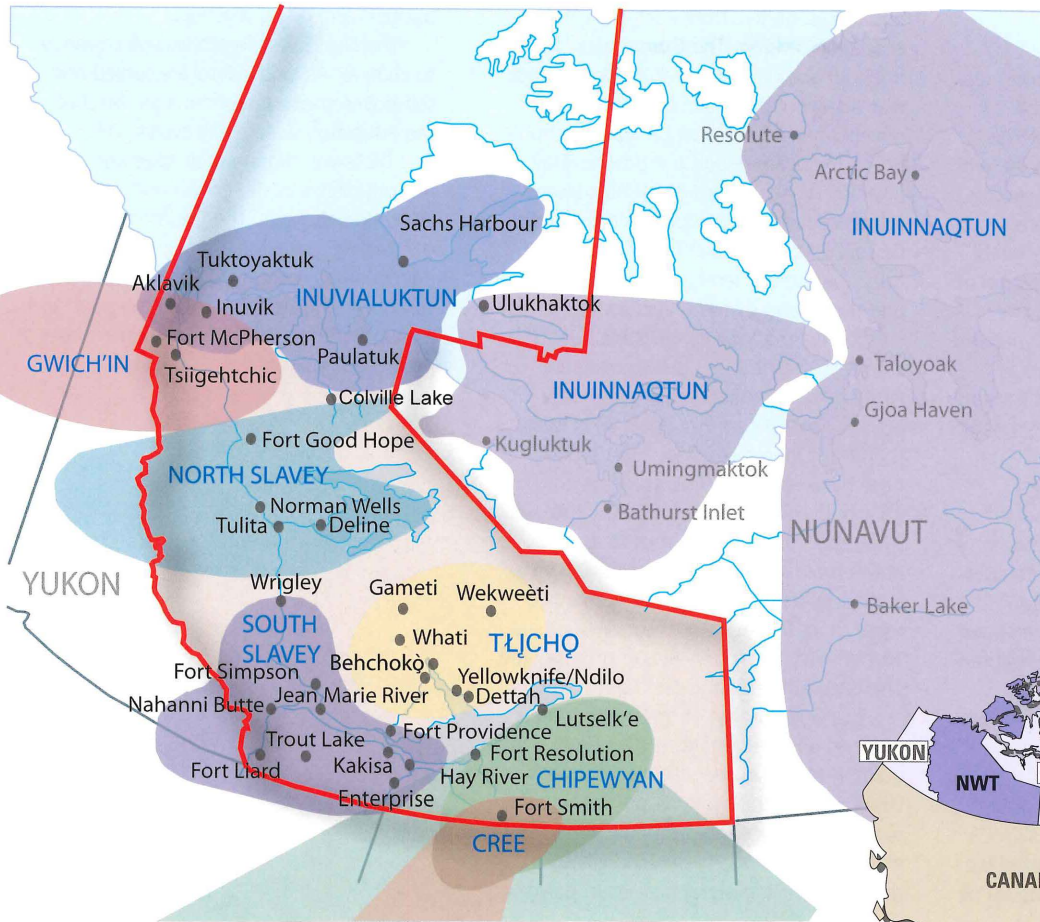 Resolute
Arctic Bay
INUINNAQTUN
Sachs Harbour
Tuktoyaktuk
Aklavik
INUVIALUKTUN
Inuvik
Ulukhaktok
Fort McPherson
GWICH'IN
Paulatuk
Tsiigehtchic
Taloyoak
INUINNAQTUN
Colville Lake
Gjoa Haven
Fort Good Hope
Kugluktuk
NORTH SLAVEY
Umingmaktok
Norman Wells
Bathurst Inlet
Tulita
Deline
NUNAVUT
YUKON
Wrigley
Gameti
Wekweèti
Baker Lake
SOUTH
SLAVEY
Whati
TŁĮCHǪ
Behchokǫ̀
Fort Simpson
Yellowknife/Ndilo
Nahanni Butte
Jean Marie River
Dettah
Lutselk'e
Fort Providence
Trout Lake
Fort Resolution
Fort Liard
Kakisa
Hay River
CHIPEWYAN
Enterprise
Fort Smith
CREE
YUKON
NWT
CANAD